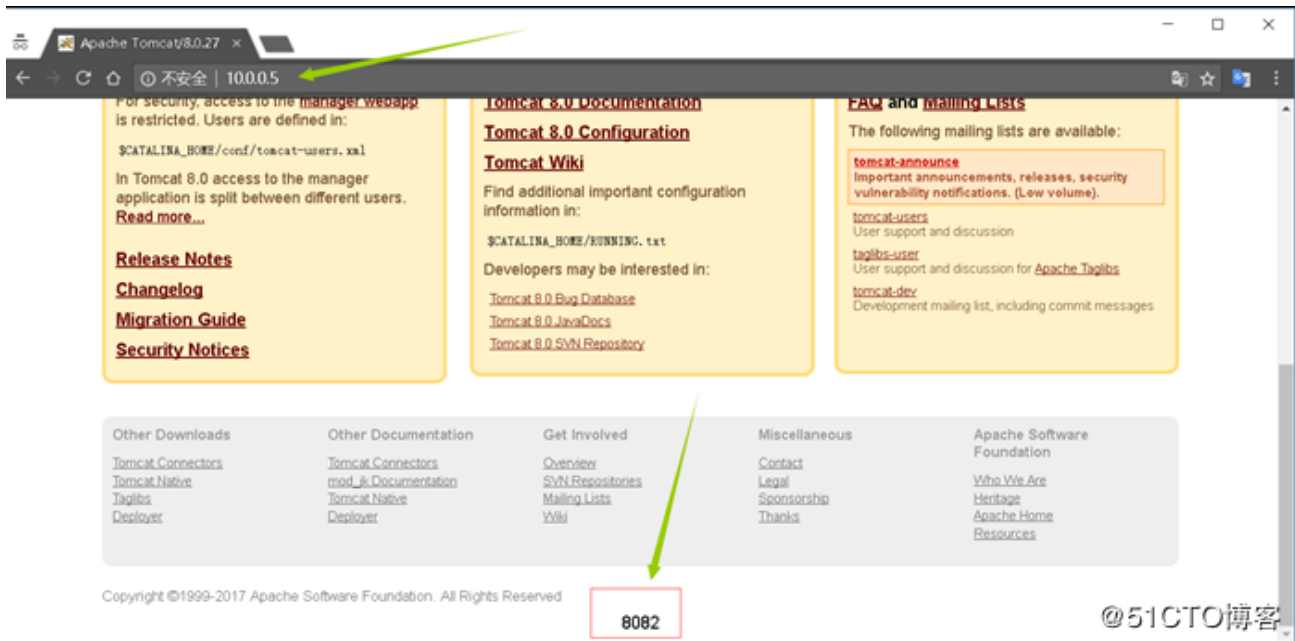 Apache Tomcat/8.0.27
不安全 | 10.0.0.5
For security, access to the manager webapp
is restricted. Users are defined in:
$CATALINA_HOME/conf/tomcat-users.xml
In Tomcat 8.0 access to the manager
application is split between different users.
Read more...
Release Notes
Changelog
Migration Guide
Security Notices
Tomcat 8.0 Documentation
Tomcat 8.0 Configuration
Tomcat Wiki
Find additional important configuration
information in:
$CATALINA_HOME/RUNNING.txt
Developers may be interested in:
Tomcat 8.0 Bug Database
Tomcat 8.0 JavaDocs
Tomcat 8.0 SVN Repository
FAQ and Mailing Lists
The following mailing lists are available:
tomcat-announce
Important announcements, releases, security
vulnerability notifications. (Low volume).
tomcat-users
User support and discussion
taglibs-user
User support and discussion for Apache Taglibs
tomcat-dev
Development mailing list, including commit messages
Other Downloads
Tomcat Connectors
Tomcat Native
Taglibs
Deployer
Other Documentation
Tomcat Connectors
mod_jk Documentation
Tomcat Native
Deployer
Get Involved
Overview
SVN Repositories
Mailing Lists
Wiki
Miscellaneous
Contact
Legal
Sponsorship
Thanks
Apache Software
Foundation
Who We Are
Heritage
Apache Home
Resources
Copyright ©1999-2017 Apache Software Foundation. All Rights Reserved
8082
@51CTO博客